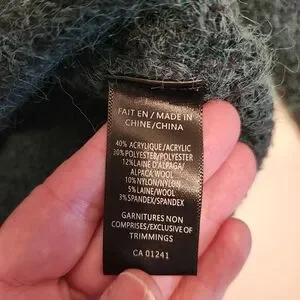 FAIT EN / MADE IN
CHINE/CHINA
40% ACRYLIQUE/ACRYLIC
30% POLYESTER/POLYESTER
12% LAINE D'ALPAGA/
ALPACA WOOL
10% NYLON/NYLON
5% LAINE/WOOL
3% SPANDEX/SPANDEX
GARNITURES NON
COMPRISES/EXCLUSIVE OF
TRIMMINGS
CA 01241